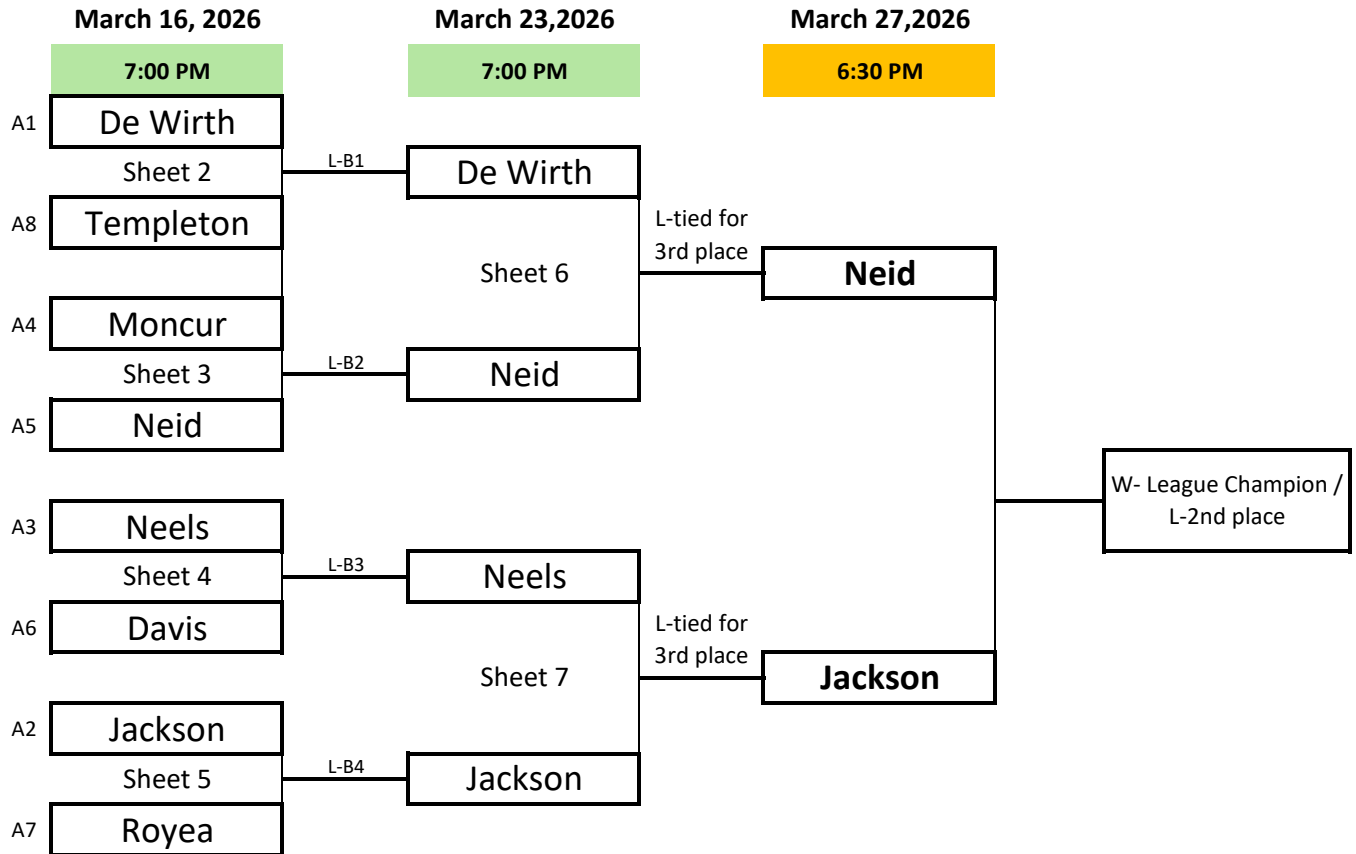 March 16, 2026
March 23,2026
March 27,2026
7:00 PM
7:00 PM
6:30 PM
A1
De Wirth
Sheet 2
L-B1
De Wirth
A8
Templeton
L-tied for
3rd place
Sheet 6
Neid
A4
Moncur
Sheet 3
L-B2
Neid
A5
Neid
W- League Champion /
L-2nd place
A3
Neels
Sheet 4
L-B3
Neels
A6
Davis
L-tied for
3rd place
Sheet 7
Jackson
A2
Jackson
Sheet 5
L-B4
Jackson
A7
Royea